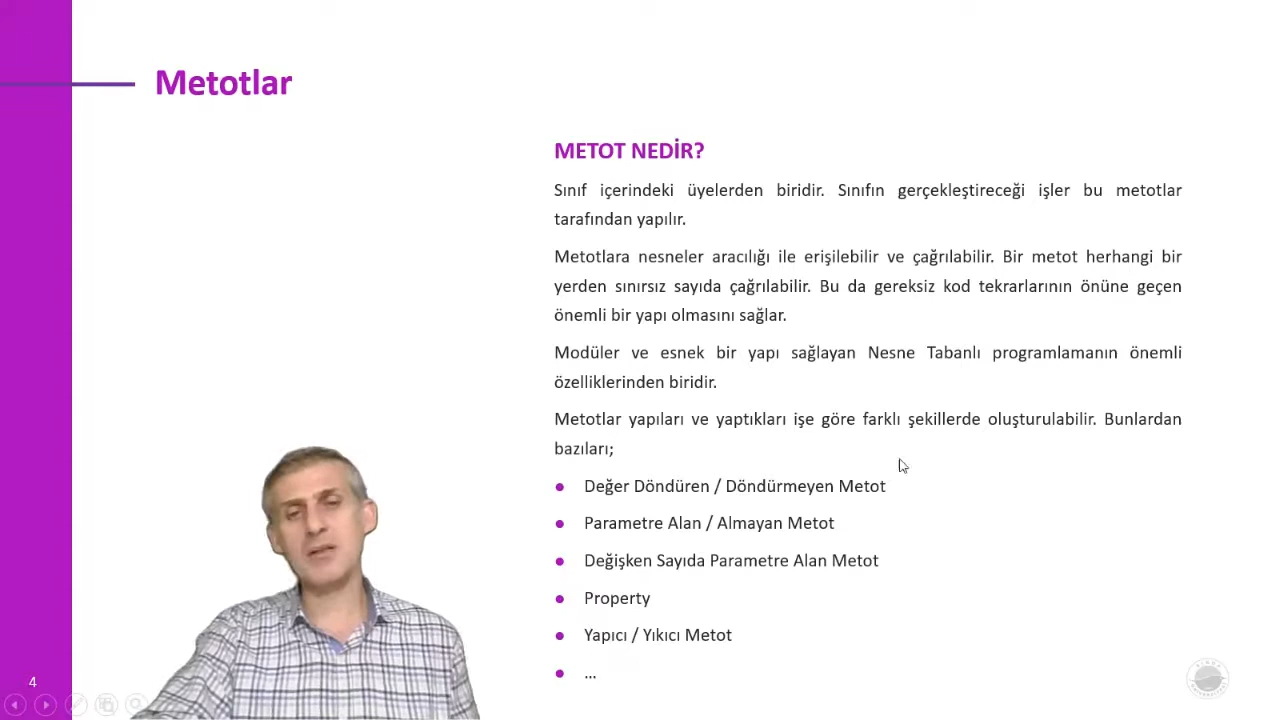 Metotlar
METOT NEDİR?
Sınıf içerindeki üyelerden biridir. Sınıfın gerçekleştireceği işler bu metotlar
tarafından yapılır.
Metotlara nesneler aracılığı ile erişilebilir ve çağrılabilir. Bir metot herhangi bir
yerden sınırsız sayıda çağrılabilir. Bu da gereksiz kod tekrarlarının önüne geçen
önemli bir yapı olmasını sağlar.
Modüler ve esnek bir yapı sağlayan Nesne Tabanlı programlamanın önemli
özelliklerinden biridir.
Metotlar yapıları ve yaptıkları işe göre farklı şekillerde oluşturulabilir. Bunlardan
bazıları;
● Değer Döndüren / Döndürmeyen Metot
● Parametre Alan / Almayan Metot
● Değişken Sayıda Parametre Alan Metot
● Property
● Yapıcı / Yıkıcı Metot
● ...
4